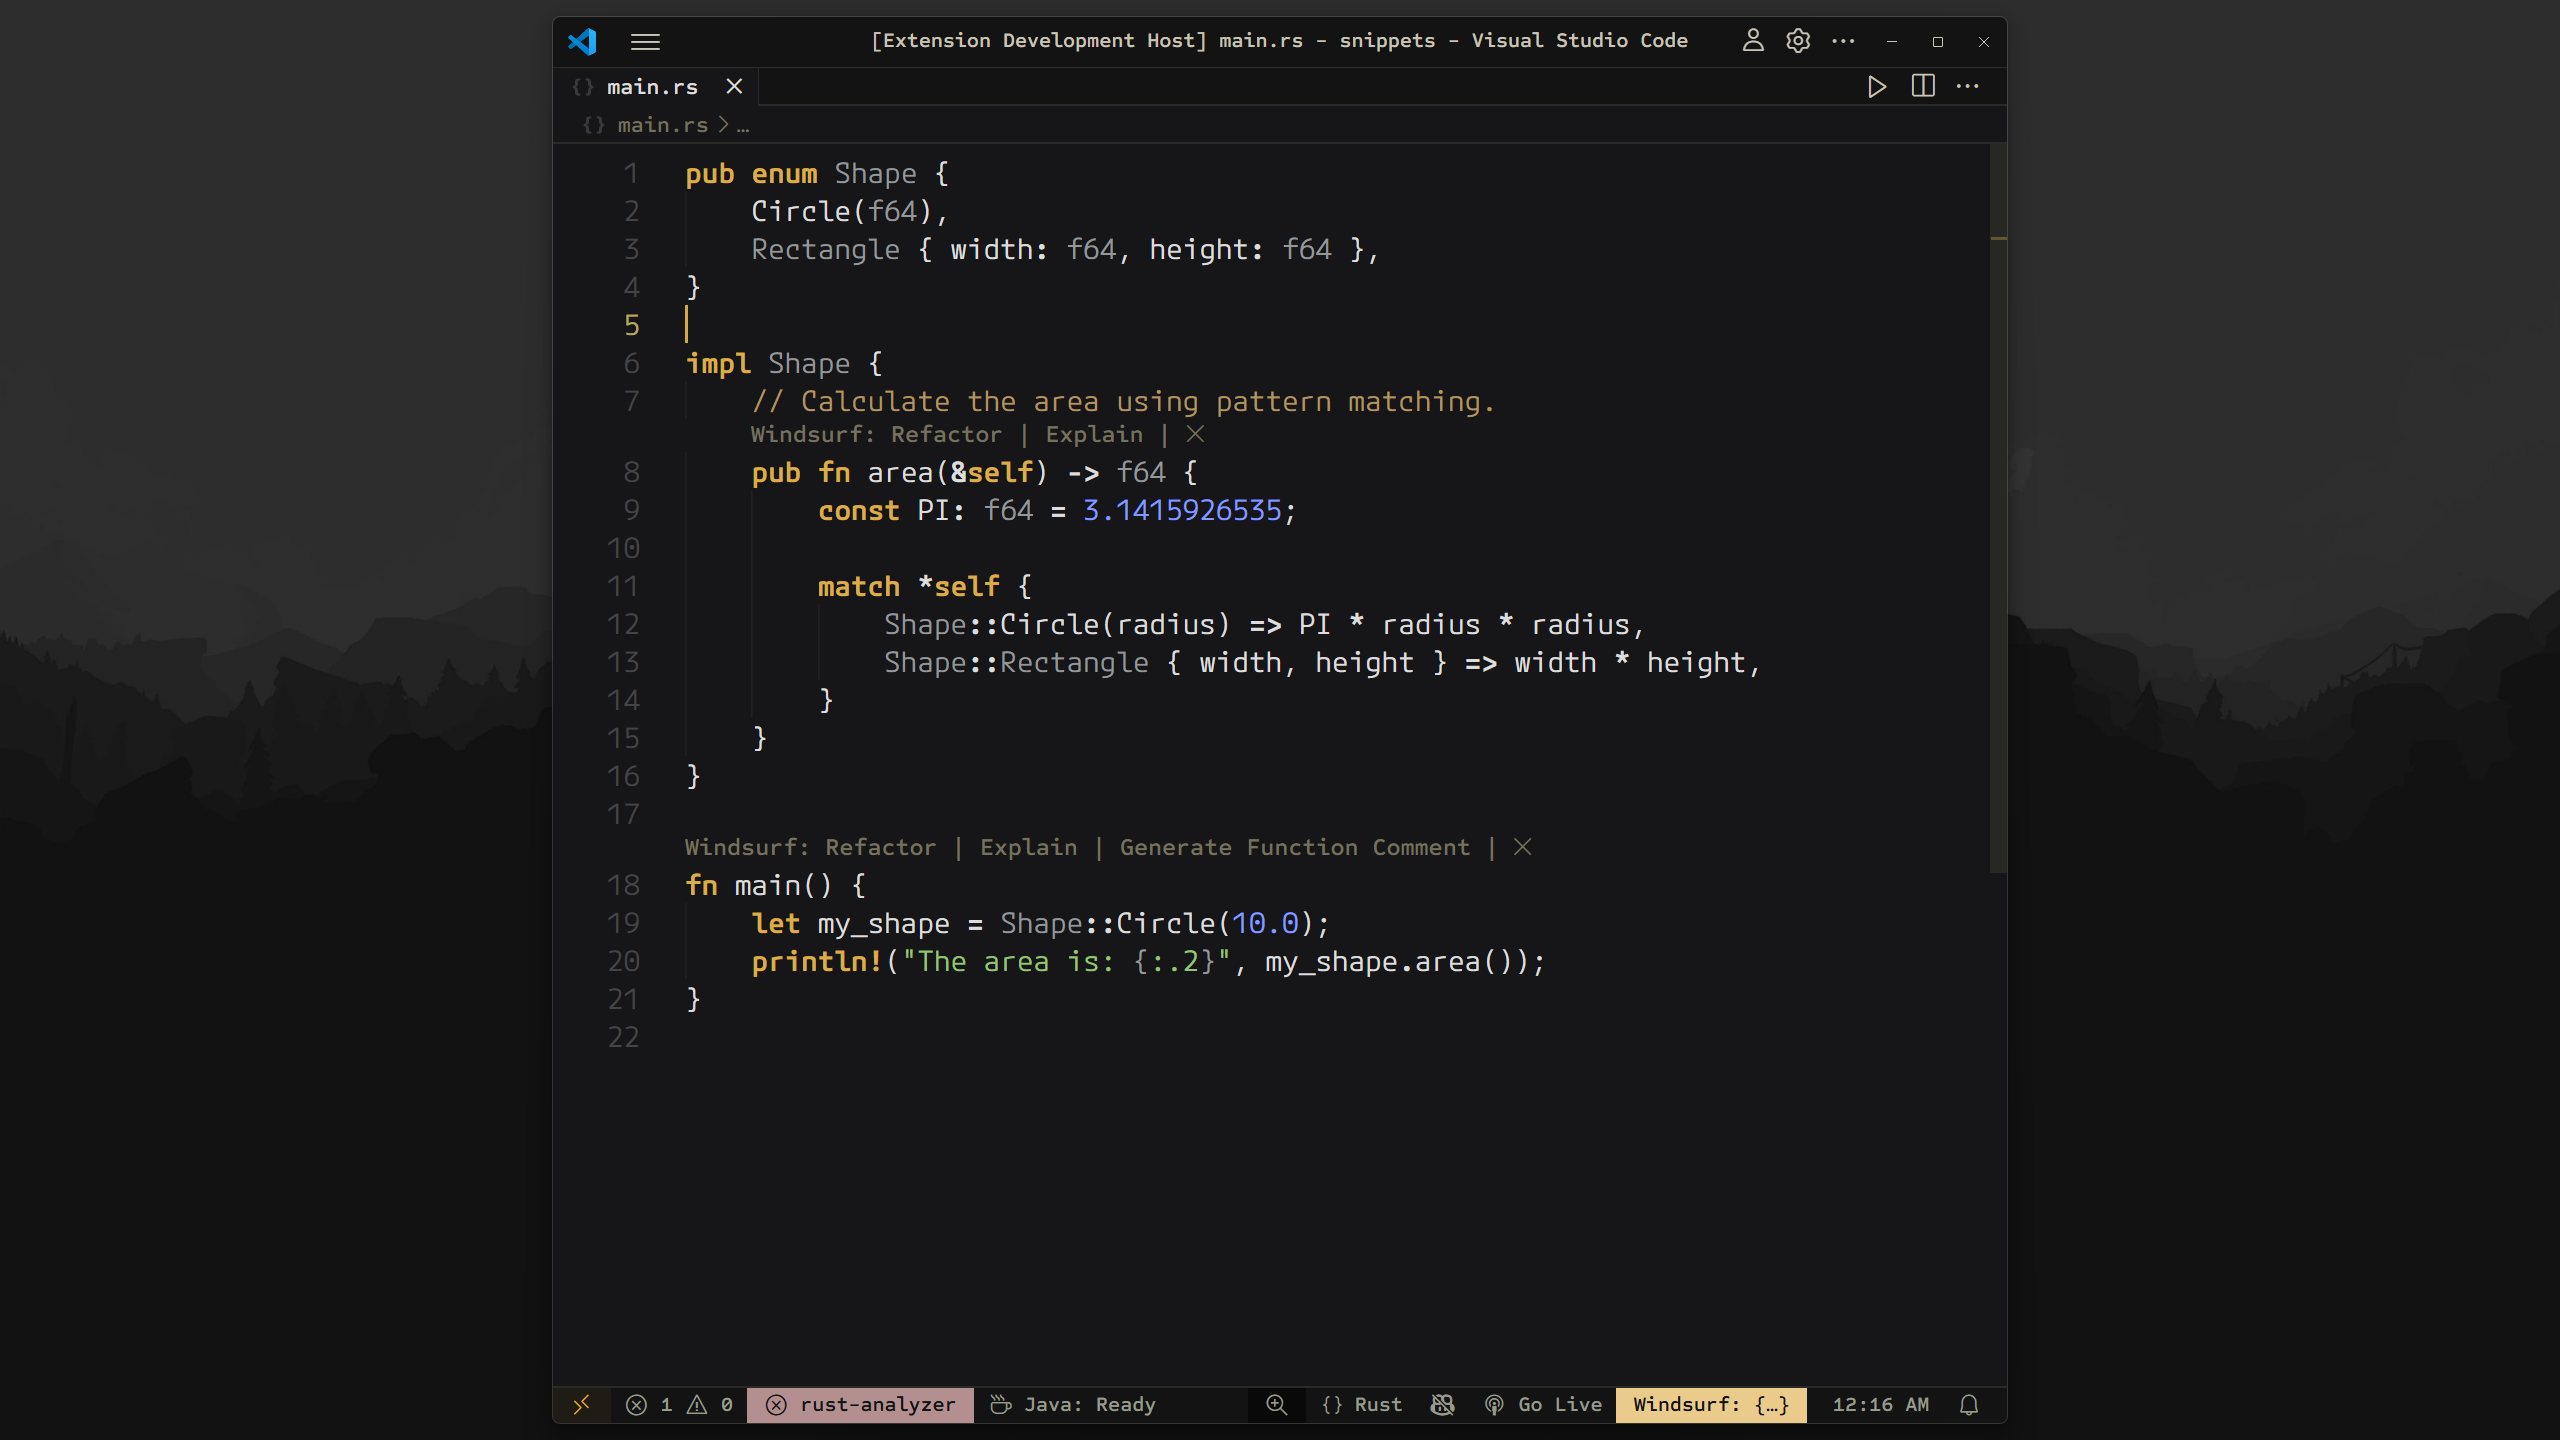 [Extension Development Host] main.rs - snippets - Visual Studio Code
{} main.rs
{} main.rs > …
1 pub enum Shape {
2     Circle(f64),
3     Rectangle { width: f64, height: f64 },
4 }
5
6 impl Shape {
7     // Calculate the area using pattern matching.
Windsurf: Refactor | Explain | ×
8     pub fn area(&self) -> f64 {
9         const PI: f64 = 3.1415926535;
10
11         match *self {
12             Shape::Circle(radius) => PI * radius * radius,
13             Shape::Rectangle { width, height } => width * height,
14         }
15     }
16 }
17
Windsurf: Refactor | Explain | Generate Function Comment | ×
18 fn main() {
19     let my_shape = Shape::Circle(10.0);
20     println!("The area is: {:.2}", my_shape.area());
21 }
22
1 0 rust-analyzer Java: Ready {} Rust Go Live Windsurf: {…} 12:16 AM